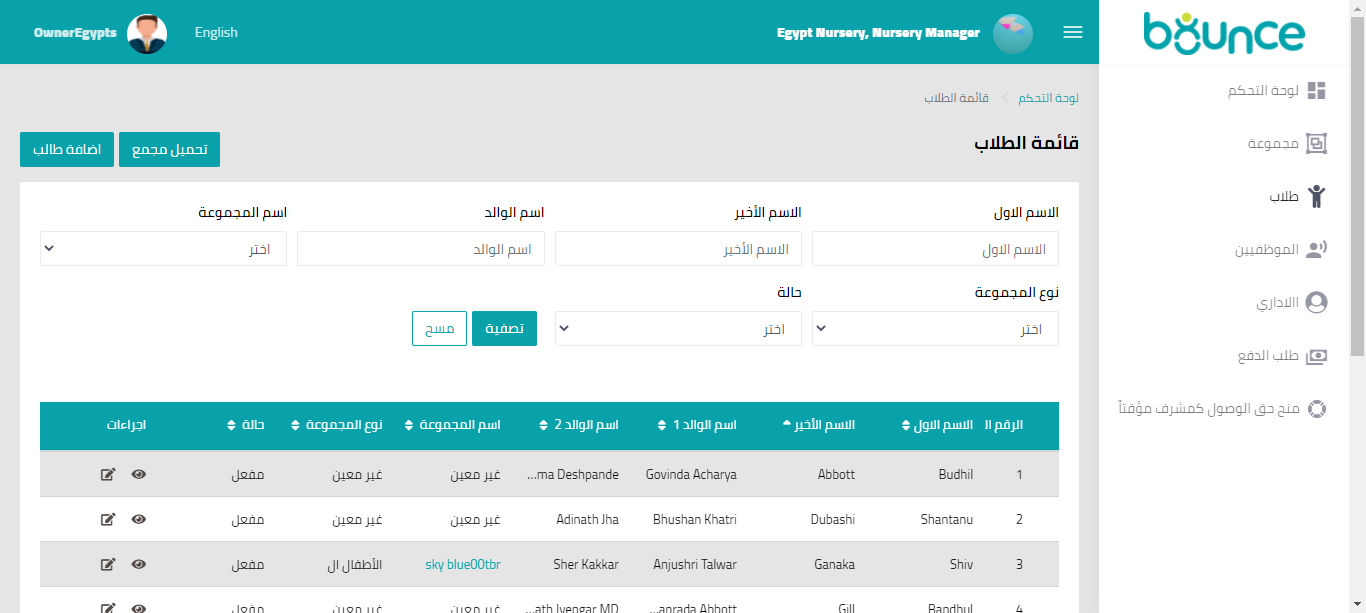 bounce
Egypt Nursery, Nursery Manager
English
OwnerEgypts
لوحة التحكم
مجموعة
طلاب
الموظفيين
االاداري
طلب الدفع
منح حق الوصول كمشرف مؤقتاً
لوحة التحكم قائمة الطلاب
قائمة الطلاب
تحميل مجمع اضافة طالب
الاسم الاول الاسم الأخير اسم الوالد اسم المجموعة
الاسم الاول الاسم الأخير اسم الوالد اختر
نوع المجموعة حالة
اختر اختر تصفية مسح
الرقم ال الاسم الاول الاسم الأخير اسم الوالد 1 اسم الوالد 2 اسم المجموعة نوع المجموعة حالة اجراءات
1 Budhil Abbott Govinda Acharya ...ma Deshpande غير معين غير معين مفعل
2 Shantanu Dubashi Bhushan Khatri Adinath Jha غير معين غير معين مفعل
3 Shiv Ganaka Anjushri Talwar Sher Kakkar sky blue00tbr الأطفال ال مفعل
4 Bandhul Gill ...aprada Abbott ...ath Iyengar MD غير معين غير معين مفعل